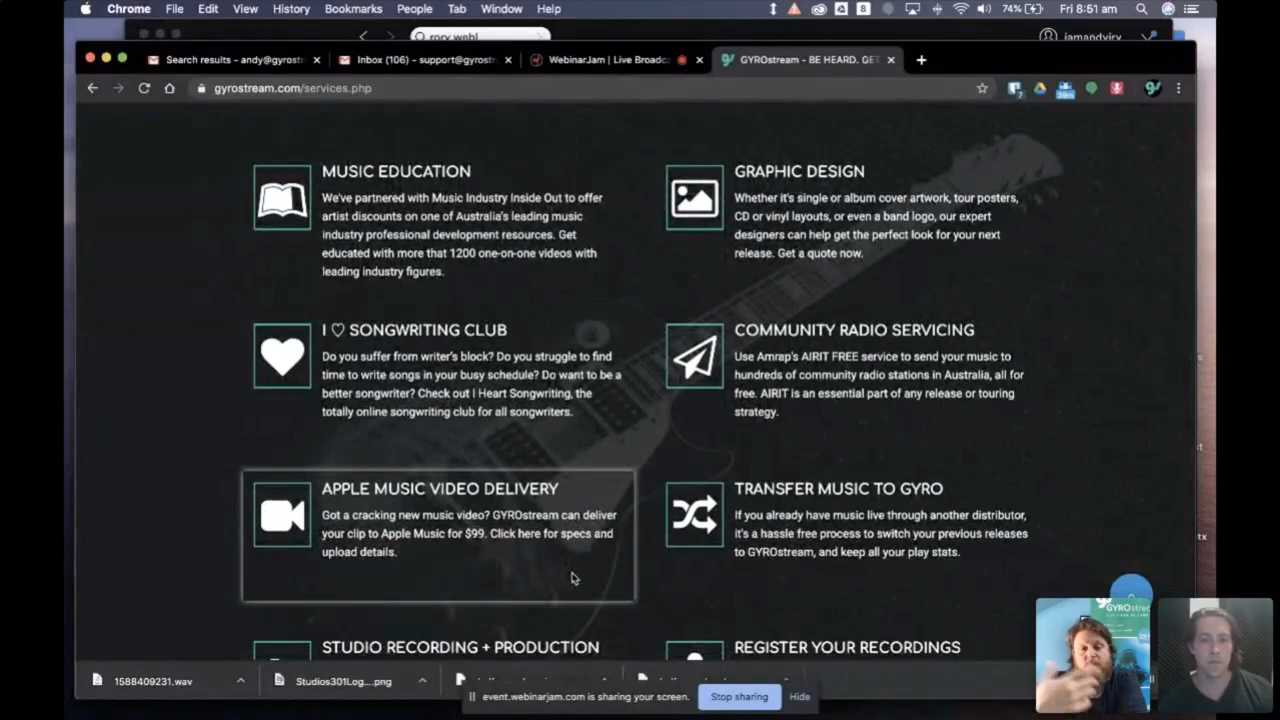 Chrome File Edit View History Bookmarks People Tab Window Help
74% Fri 8:51 am
rory webl
iamandyirv
Search results - andy@gyrostr
Inbox (106) - support@gyrostr
WebinarJam | Live Broadca
GYROstream - BE HEARD. GET
gyrostream.com/services.php
MUSIC EDUCATION
We've partnered with Music Industry Inside Out to offer
artist discounts on one of Australia's leading music
industry professional development resources. Get
educated with more that 1200 one-on-one videos with
leading industry figures.
GRAPHIC DESIGN
Whether it's single or album cover artwork, tour posters,
CD or vinyl layouts, or even a band logo, our expert
designers can help get the perfect look for your next
release. Get a quote now.
I ♡ SONGWRITING CLUB
Do you suffer from writer's block? Do you struggle to find
time to write songs in your busy schedule? Do want to be a
better songwriter? Check out I Heart Songwriting, the
totally online songwriting club for all songwriters.
COMMUNITY RADIO SERVICING
Use Amrap's AIRIT FREE service to send your music to
hundreds of community radio stations in Australia, all for
free. AIRIT is an essential part of any release or touring
strategy.
APPLE MUSIC VIDEO DELIVERY
Got a cracking new music video? GYROstream can deliver
your clip to Apple Music for $99. Click here for specs and
upload details.
TRANSFER MUSIC TO GYRO
If you already have music live through another distributor,
it's a hassle free process to switch your previous releases
to GYROstream, and keep all your play stats.
STUDIO RECORDING + PRODUCTION
REGISTER YOUR RECORDINGS
1588409231.wav
Studios301Log....png
event.webinarjam.com is sharing your screen.
Stop sharing
Hide
GYROstre